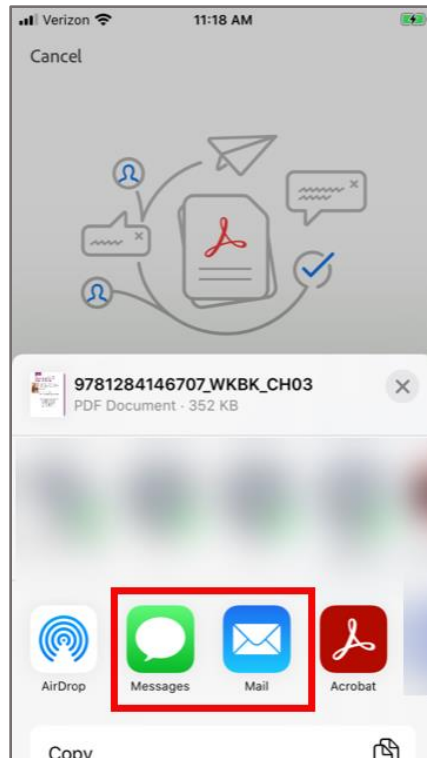 Verizon 11:18 AM
Cancel
9781284146707_WKBK_CH03
PDF Document · 352 KB
AirDrop Messages Mail Acrobat
Copy